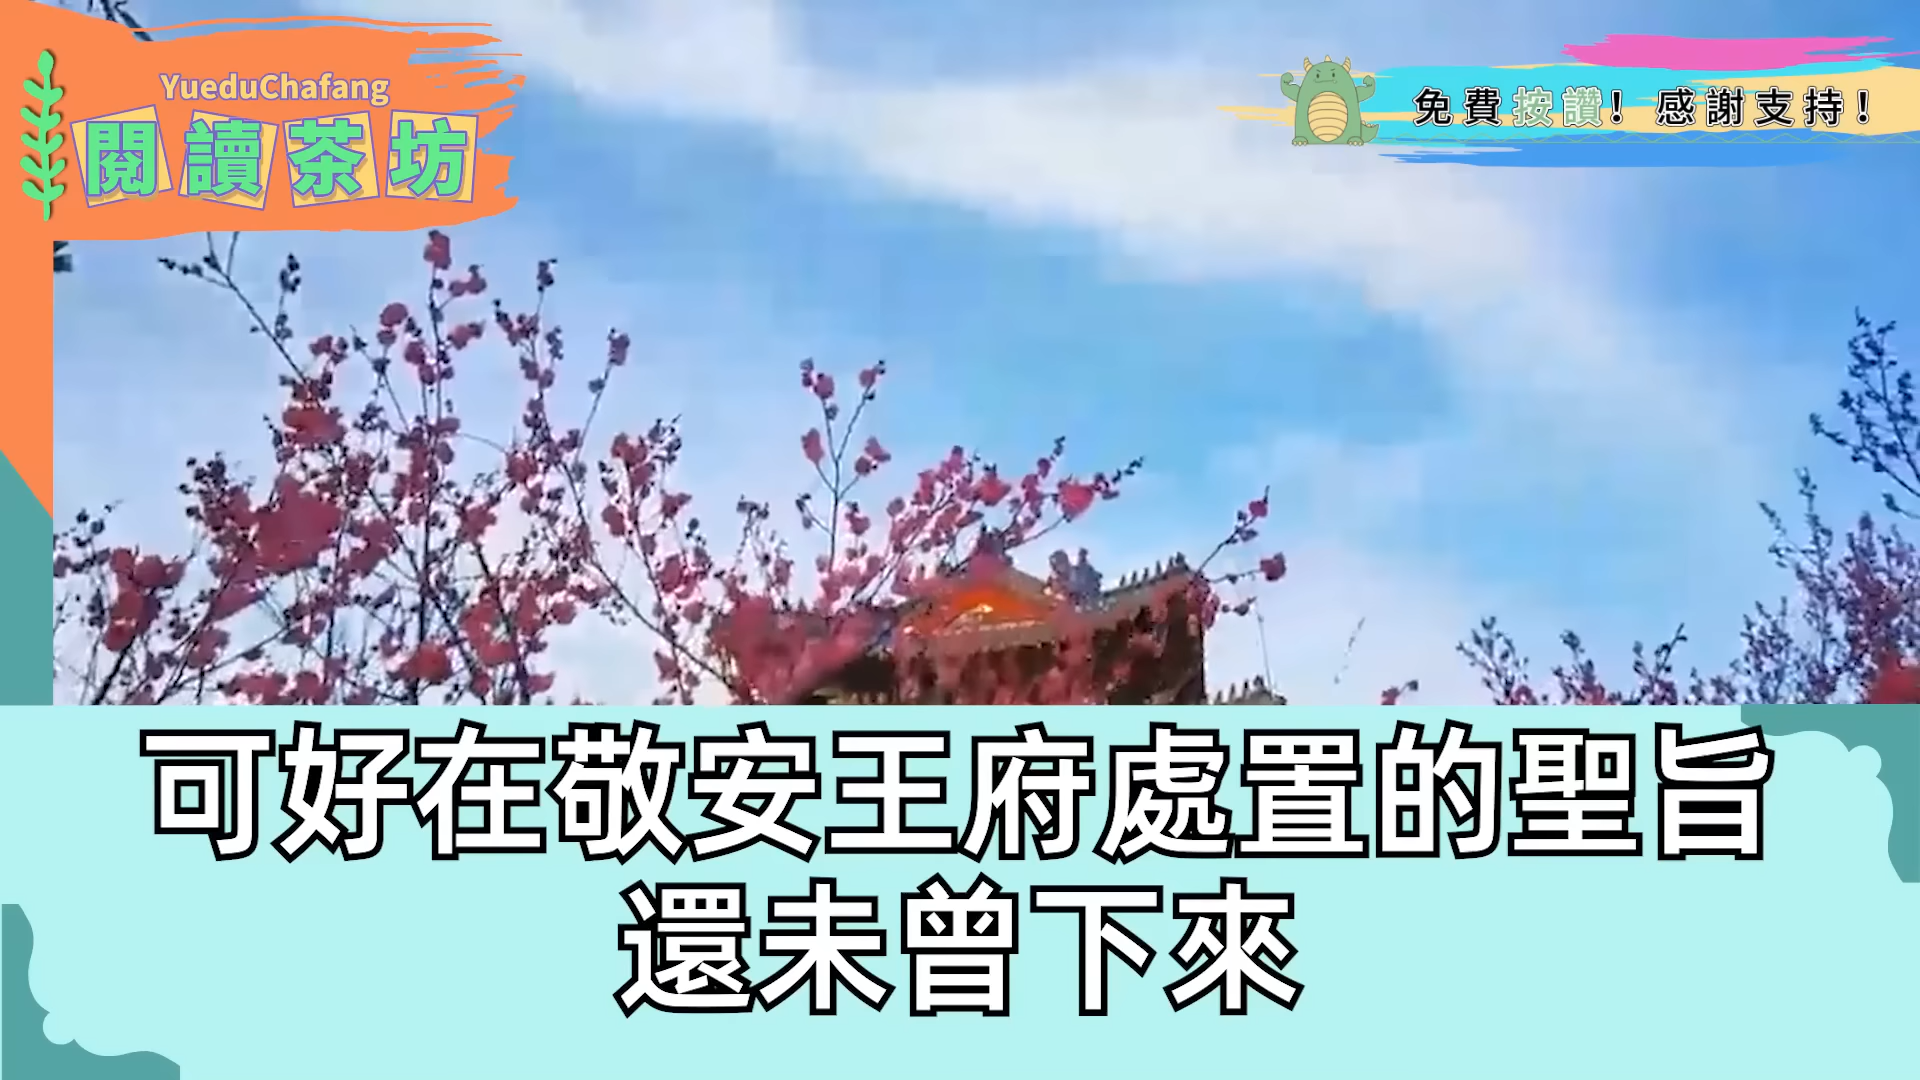 YueduChafang
閱讀茶坊
免費按讚！感謝支持！
可好在敬安王府處置的聖旨
還未曾下來